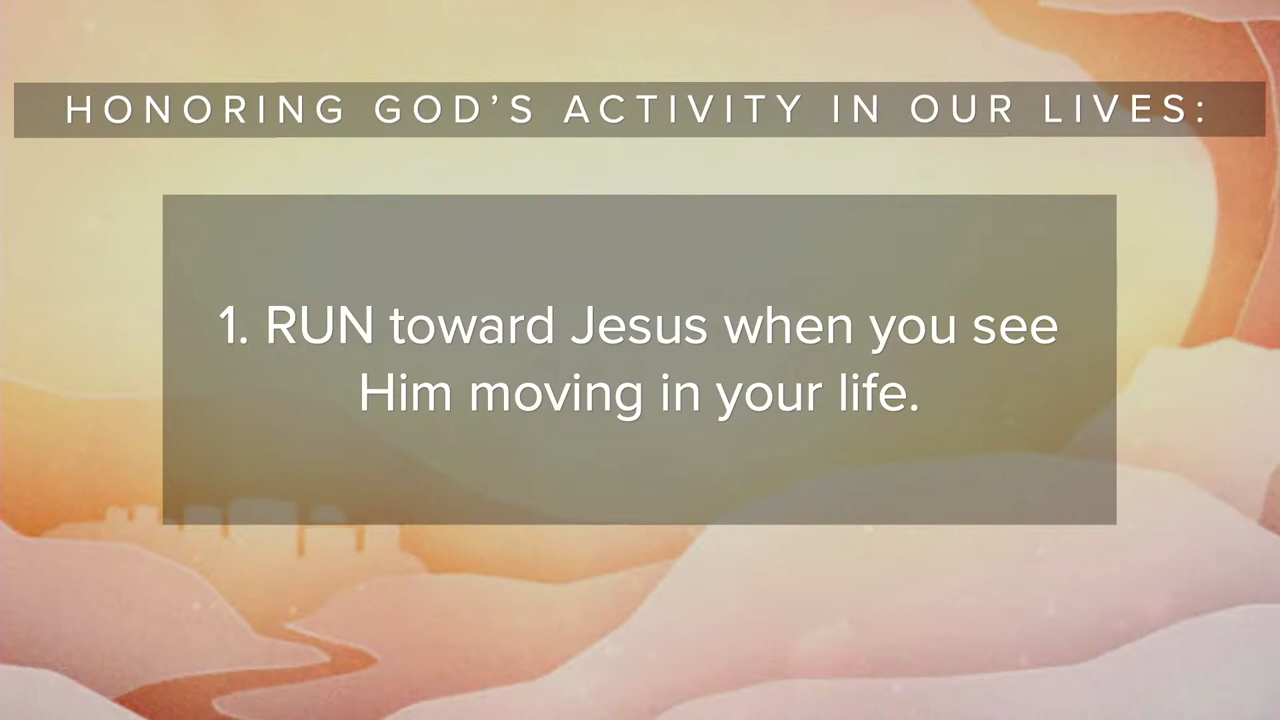 HONORING GOD’S ACTIVITY IN OUR LIVES:
1. RUN toward Jesus when you see
Him moving in your life.